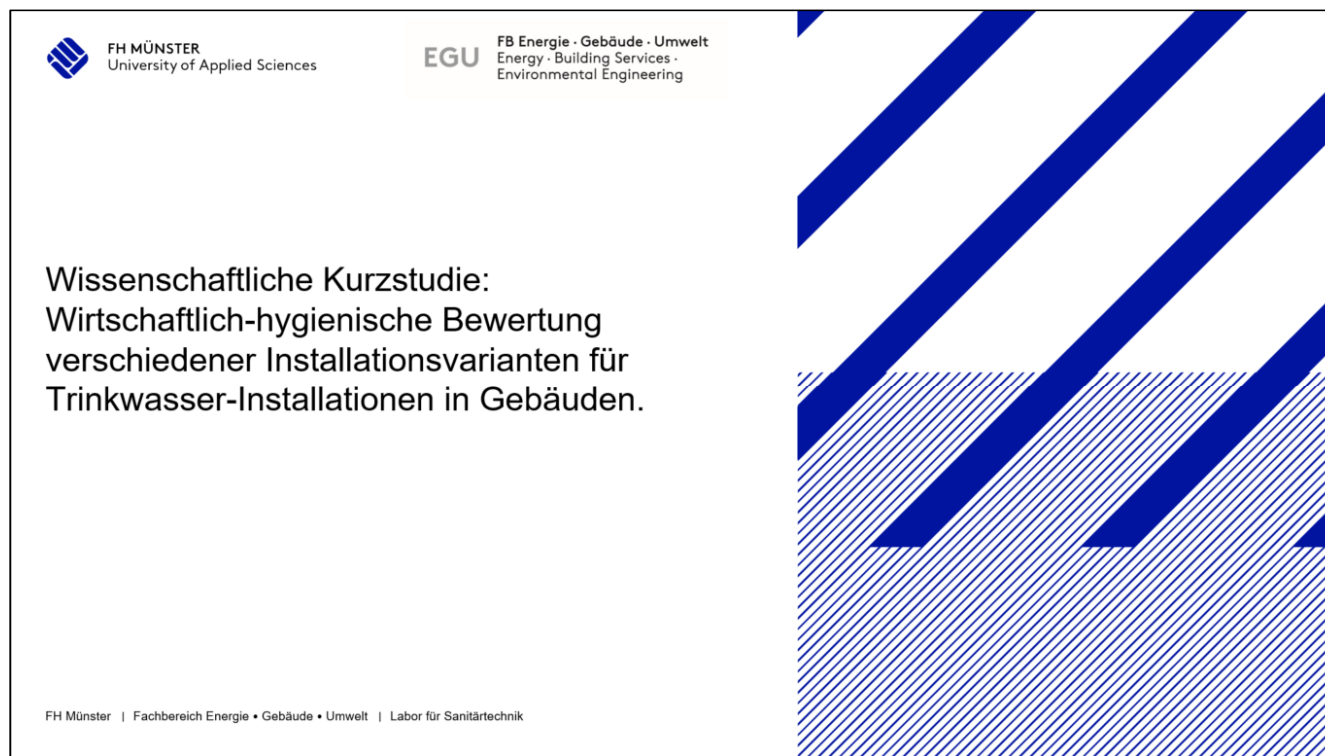 FH MÜNSTER
University of Applied Sciences
EGU
FB Energie · Gebäude · Umwelt
Energy · Building Services ·
Environmental Engineering
Wissenschaftliche Kurzstudie:
Wirtschaftlich-hygienische Bewertung
verschiedener Installationsvarianten für
Trinkwasser-Installationen in Gebäuden.
FH Münster | Fachbereich Energie • Gebäude • Umwelt | Labor für Sanitärtechnik